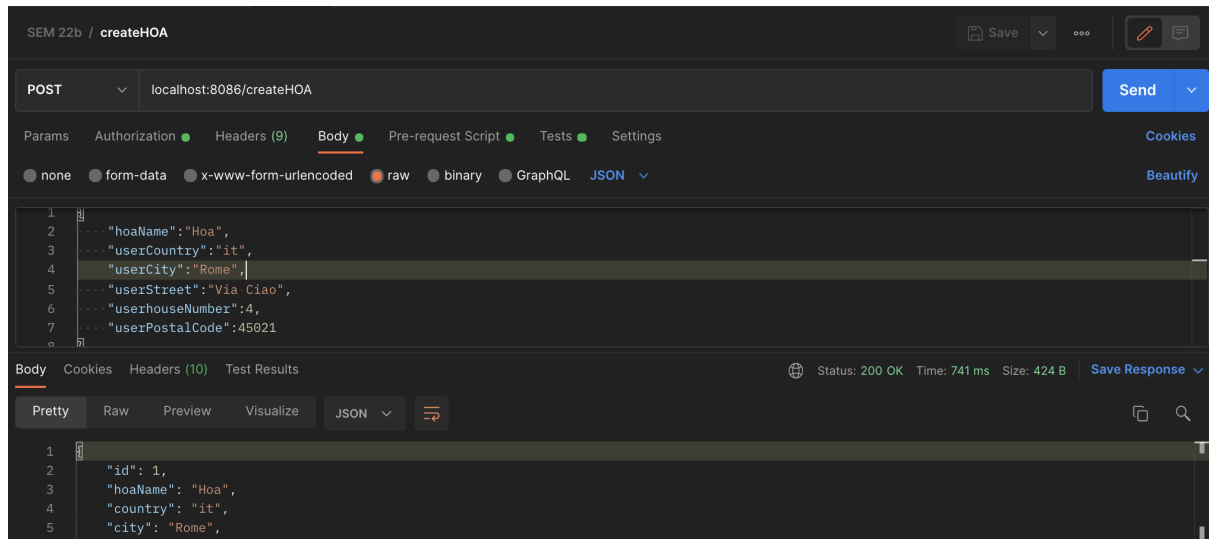 SEM 22b / createHOA
Save
POST localhost:8086/createHOA Send
Params Authorization Headers (9) Body Pre-request Script Tests Settings Cookies
none form-data x-www-form-urlencoded raw binary GraphQL JSON Beautify
1 {
2 "hoaName":"Hoa",
3 "userCountry":"it",
4 "userCity":"Rome",
5 "userStreet":"Via Ciao",
6 "userhouseNumber":4,
7 "userPostalCode":45021
8 }
Body Cookies Headers (10) Test Results Status: 200 OK Time: 741 ms Size: 424 B Save Response
Pretty Raw Preview Visualize JSON
1 {
2 "id": 1,
3 "hoaName": "Hoa",
4 "country": "it",
5 "city": "Rome",